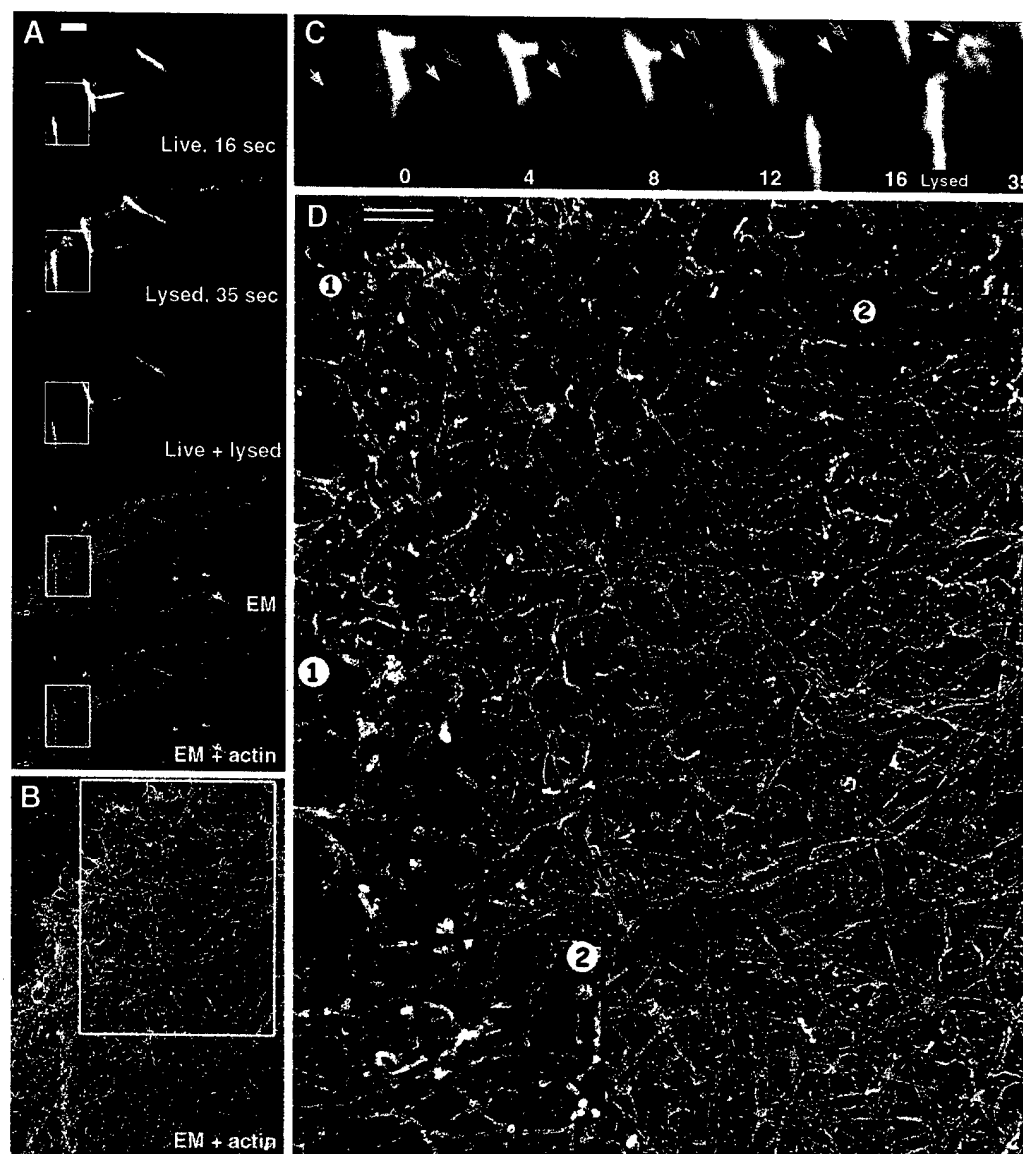 A
Live. 16 sec
Lysed. 35 sec
Live + lysed
EM
EM + actin
B
EM + actin
C
0 4 8 12 16 Lysed 35
D
1
2
1
2